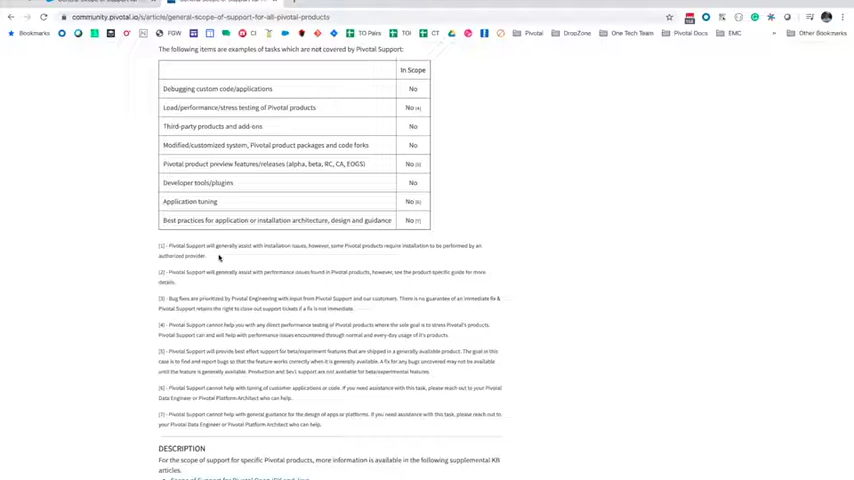 community.pivotal.io/s/article/general-scope-of-support-for-all-pivotal-products
Bookmarks FGW CI TO Pairs TOI CT Pivotal DropZone One Tech Team Pivotal Docs EMC » Other Bookmarks
The following items are examples of tasks which are not covered by Pivotal Support:
In Scope
Debugging custom code/applications No
Load/performance/stress testing of Pivotal products No [4]
Third-party products and add-ons No
Modified/customized system, Pivotal product packages and code forks No
Pivotal product preview features/releases (alpha, beta, RC, CA, EOGS) No [5]
Developer tools/plugins No
Application tuning No [6]
Best practices for application or installation architecture, design and guidance No [7]
[1] - Pivotal Support will generally assist with installation issues, however, some Pivotal products require installation to be performed by an
authorized provider.
[2] - Pivotal Support will generally assist with performance issues found in Pivotal products, however, see the product-specific guide for more
details.
[3] - Bug fixes are prioritized by Pivotal Engineering with input from Pivotal Support and our customers. There is no guarantee of an immediate fix &
Pivotal Support retains the right to close out support tickets if a fix is not immediate.
[4] - Pivotal Support cannot help you with any direct performance testing of Pivotal products where the sole goal is to stress Pivotal's products.
Pivotal Support can and will help with performance issues encountered through normal and every-day usage of it's products.
[5] - Pivotal Support will provide best effort support for beta/experiment features that are shipped in a generally available product. The goal in this
case is to find and report bugs so that the feature works correctly when it is generally available. A fix for any bugs uncovered may not be available
until the feature is generally available. Production and Sev1 support are not available for beta/experimental features.
[6] - Pivotal Support cannot help with tuning of customer applications or code. If you need assistance with this task, please reach out to your Pivotal
Data Engineer or Pivotal Platform Architect who can help.
[7] - Pivotal Support cannot help with general guidance for the design of apps or platforms. If you need assistance with this task, please reach out to
your Pivotal Data Engineer or Pivotal Platform Architect who can help.
DESCRIPTION
For the scope of support for specific Pivotal products, more information is available in the following supplemental KB
articles.